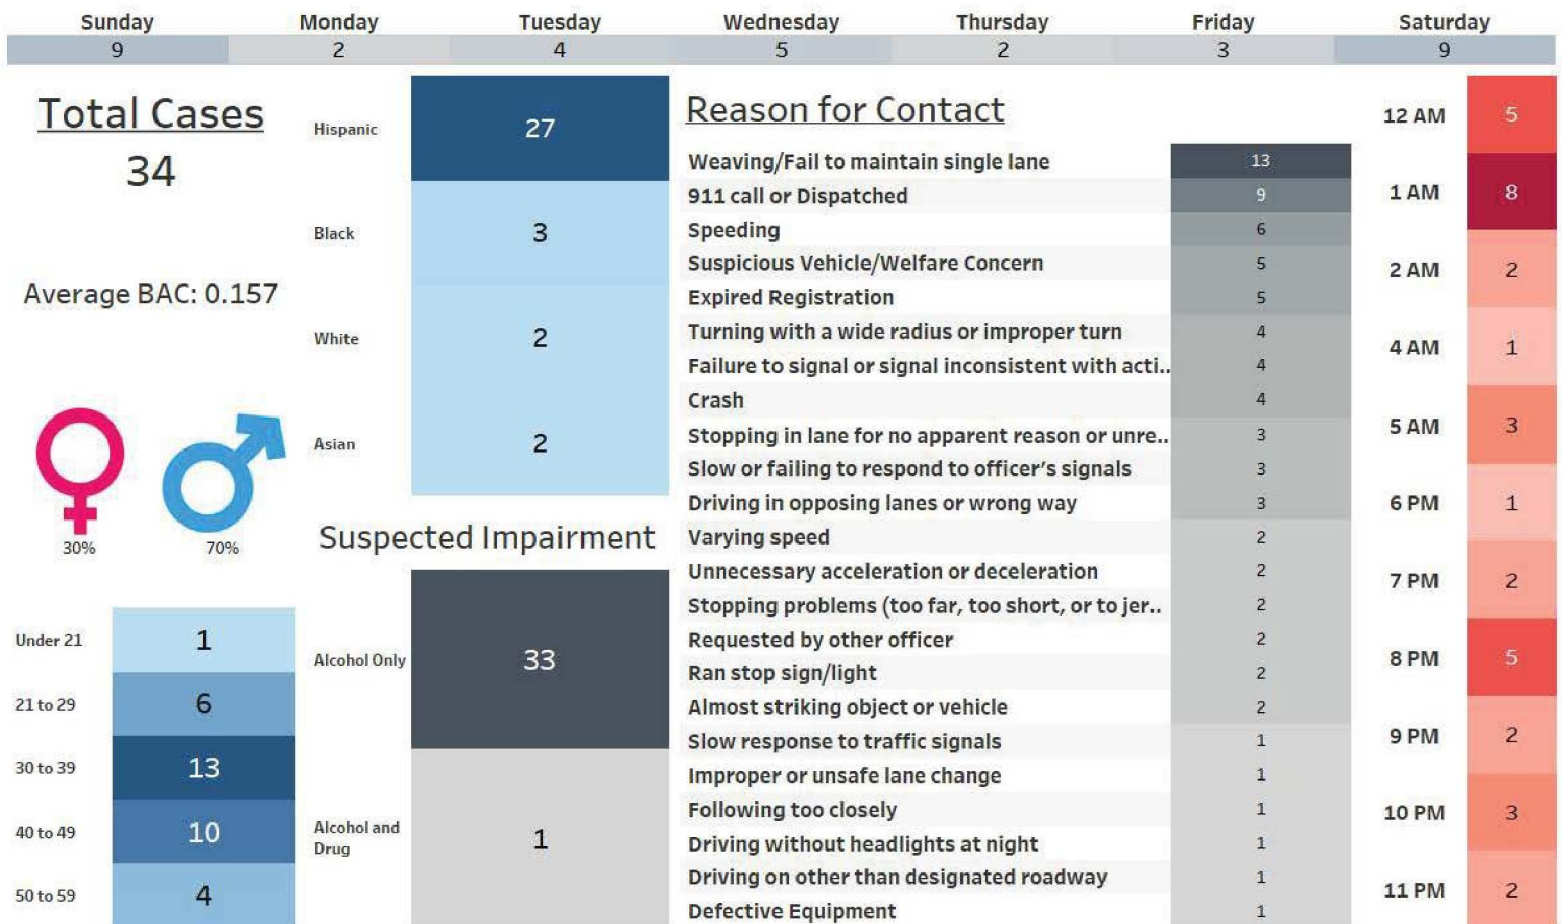 Sunday Monday Tuesday Wednesday Thursday Friday Saturday
9 2 4 5 2 3 9
Total Cases
34
Average BAC: 0.157
30% 70%
Under 21 1
21 to 29 6
30 to 39 13
40 to 49 10
50 to 59 4
Hispanic 27
Black 3
White 2
Asian 2
Suspected Impairment
Alcohol Only 33
Alcohol and
Drug 1
Reason for Contact
Weaving/Fail to maintain single lane 13
911 call or Dispatched 9
Speeding 6
Suspicious Vehicle/Welfare Concern 5
Expired Registration 5
Turning with a wide radius or improper turn 4
Failure to signal or signal inconsistent with acti.. 4
Crash 4
Stopping in lane for no apparent reason or unre.. 3
Slow or failing to respond to officer's signals 3
Driving in opposing lanes or wrong way 3
Varying speed 2
Unnecessary acceleration or deceleration 2
Stopping problems (too far, too short, or to jer.. 2
Requested by other officer 2
Ran stop sign/light 2
Almost striking object or vehicle 2
Slow response to traffic signals 1
Improper or unsafe lane change 1
Following too closely 1
Driving without headlights at night 1
Driving on other than designated roadway 1
Defective Equipment 1
12 AM 5
1 AM 8
2 AM 2
4 AM 1
5 AM 3
6 PM 1
7 PM 2
8 PM 5
9 PM 2
10 PM 3
11 PM 2